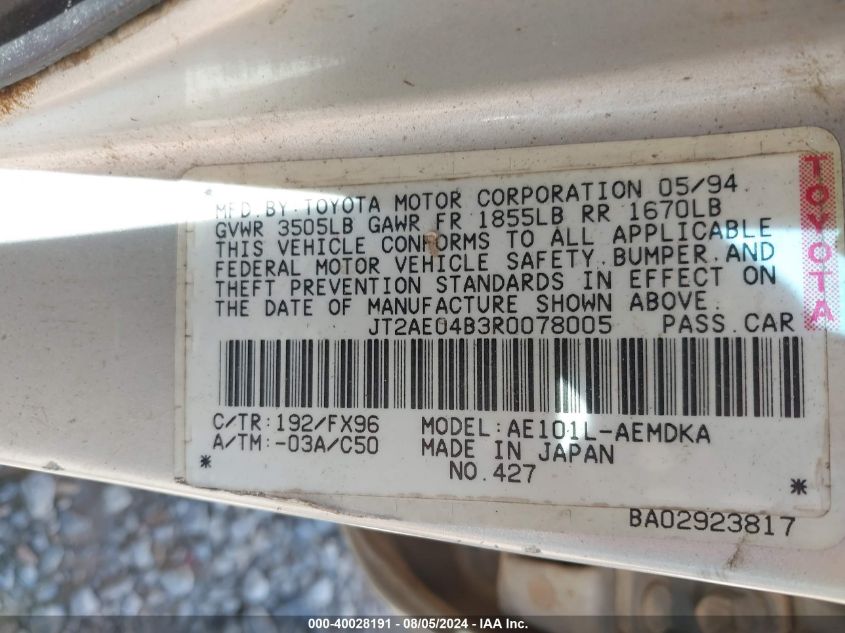 MFD.BY:TOYOTA MOTOR CORPORATION 05/94
GVWR 3505LB GAWR FR 1855LB RR 1670LB
THIS VEHICLE CONFORMS TO ALL APPLICABLE
FEDERAL MOTOR VEHICLE SAFETY,BUMPER,AND
THEFT PREVENTION STANDARDS IN EFFECT ON
THE DATE OF MANUFACTURE SHOWN ABOVE.
TOYOTA
JT2AE04B3R0078005 PASS.CAR
C/TR:192/FX96 MODEL:AE101L-AEMDKA
A/TM:-03A/C50 MADE IN JAPAN
* NO.427 *
BA02923817
000-40028191 - 08/05/2024 - IAA Inc.